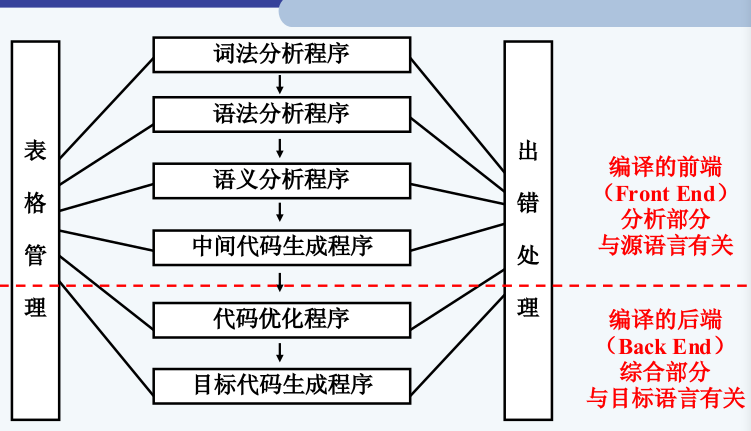 词法分析程序
语法分析程序
语义分析程序
中间代码生成程序
代码优化程序
目标代码生成程序
表格管理
出错处理
编译的前端
（Front End）
分析部分
与源语言有关
编译的后端
（Back End）
综合部分
与目标语言有关